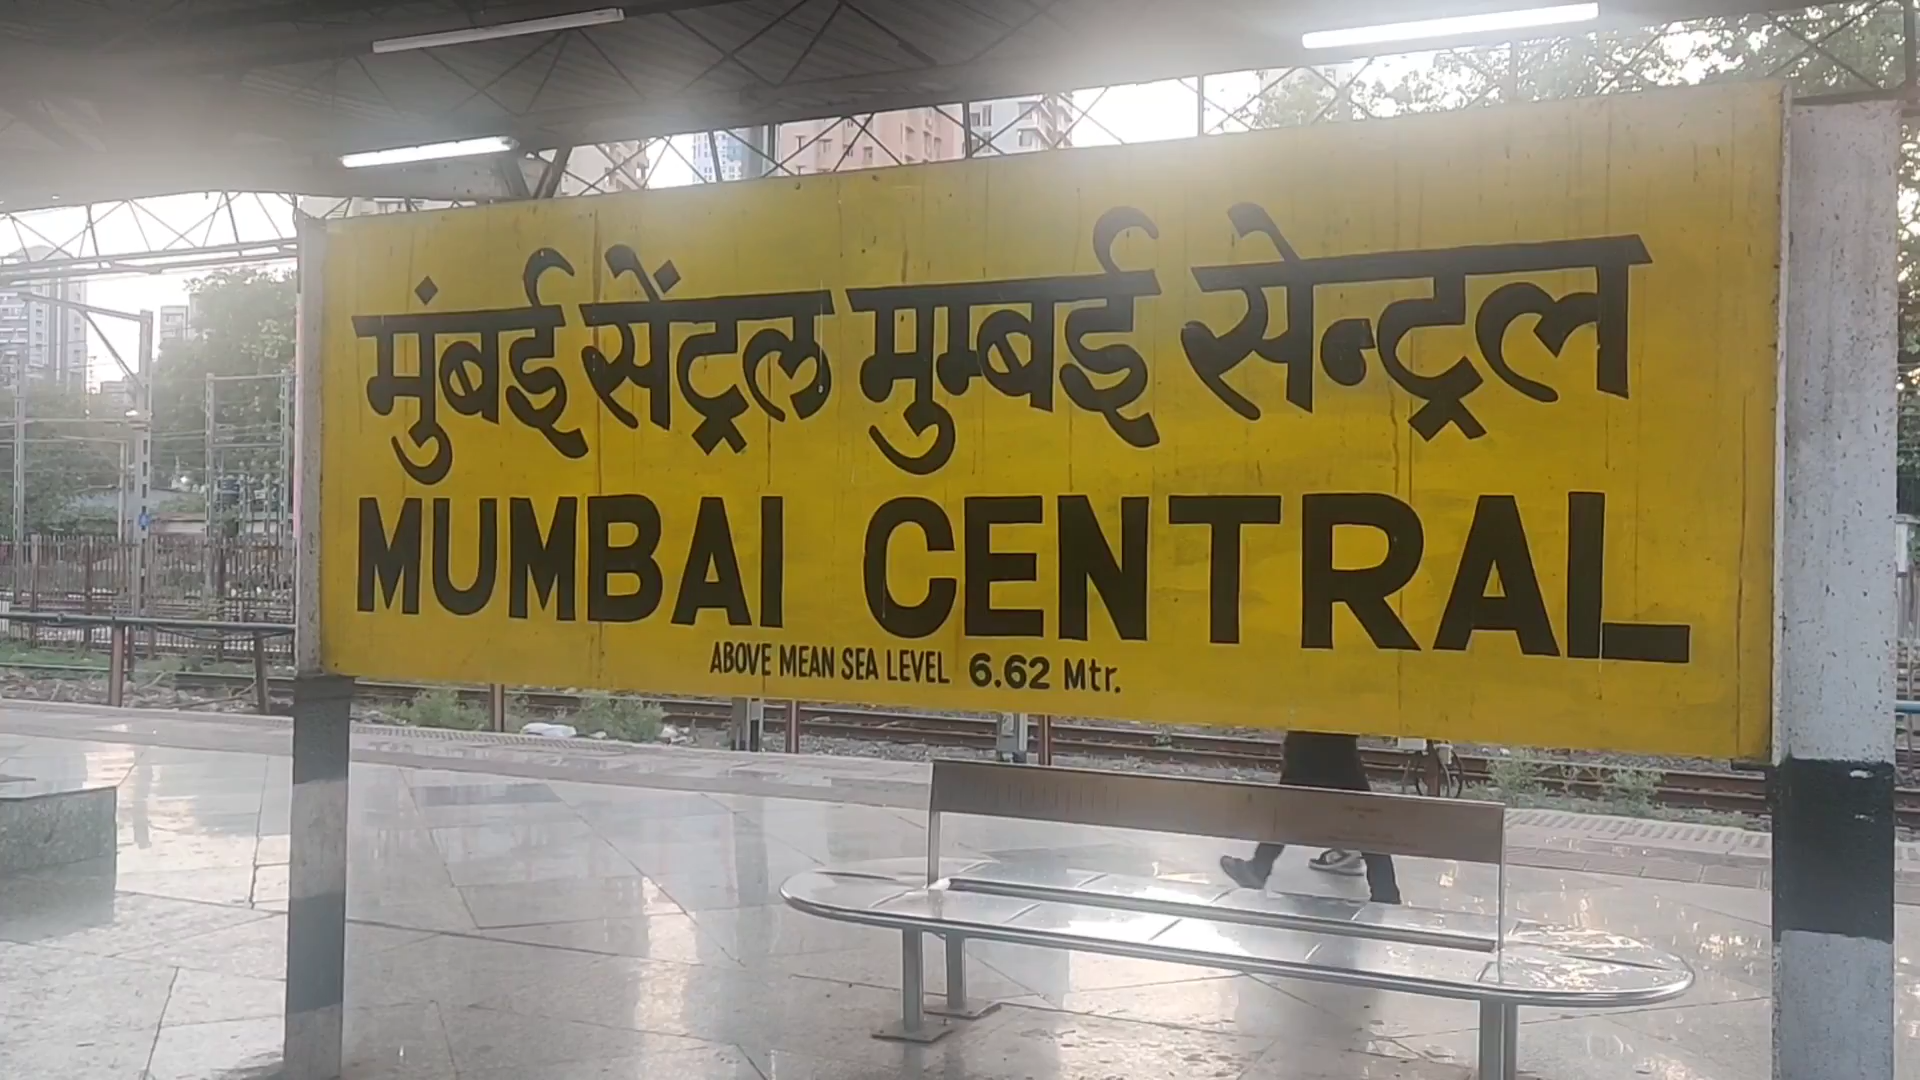 मुंबई सेंट्रल मुम्बई सेन्ट्रल
MUMBAI CENTRAL
ABOVE MEAN SEA LEVEL 6.62 Mtr.